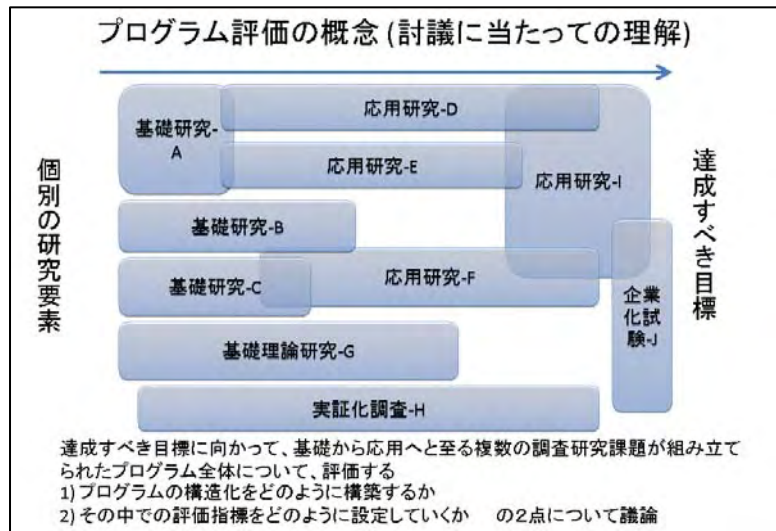 プログラム評価の概念(討議に当たっての理解)
個別の研究要素
基礎研究-
A
応用研究-D
応用研究-E
応用研究-I
基礎研究-B
基礎研究-C
応用研究-F
企業
化試
験-J
基礎理論研究-G
実証化調査-H
達成すべき目標
達成すべき目標に向かって、基礎から応用へと至る複数の調査研究課題が組み立て
られたプログラム全体について、評価する
1)プログラムの構造化をどのように構築するか
2)その中での評価指標をどのように設定していくか の2点について議論